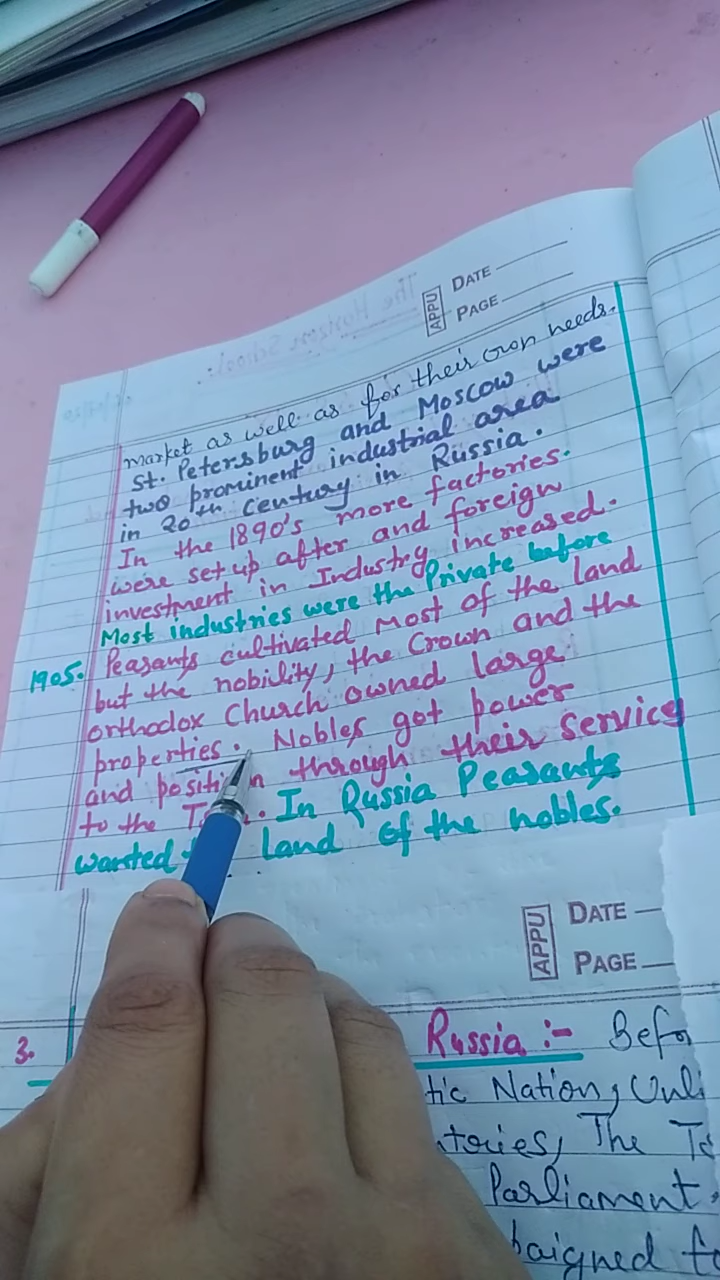 APPU DATE
PAGE
market as well as for their own needs.
St. Petersburg and Moscow were
two prominent industrial area
in 20th Century in Russia.
In the 1890's more factories.
were set up after and foreign
investment in Industry increased.
Most industries were the Private before
1905. Peasants cultivated most of the land
but the nobility, the Crown and the
orthodox Church owned large
properties. Nobles got power
and position through their service
to the In Russia Peasants
wanted land of the nobles.
APPU DATE
PAGE
3. Russia :- Befor
tic Nation, Unli
tories, The
Parliament.
paigned fo